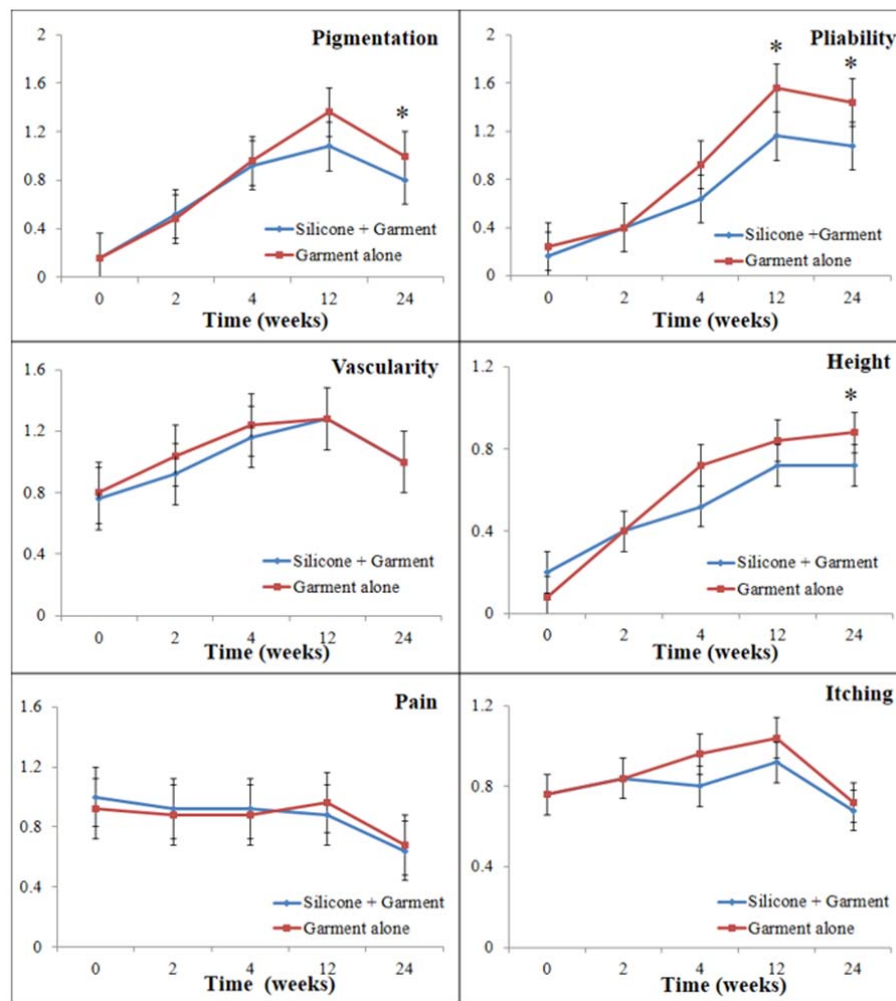 Pigmentation
2
1.6
1.2
0.8
0.4
0
*
Silicone + Garment
Garment alone
0 2 4 12 24
Time (weeks)
Pliability
2
1.6
1.2
0.8
0.4
0
* *
Silicone +Garment
Garment alone
0 2 4 12 24
Time (weeks)
Vascularity
1.6
1.2
0.8
0.4
0
Silicone + Garment
Garment alone
0 2 4 12 24
Time (weeks)
Height
1.2
0.8
0.4
0
*
Silicone + Garment
Garment alone
0 2 4 12 24
Time (weeks)
Pain
1.6
1.2
0.8
0.4
0
Silicone + Garment
Garment alone
0 2 4 12 24
Time (weeks)
Itching
1.2
0.8
0.4
0
Silicone + Garment
Garment alone
0 2 4 12 24
Time (weeks)